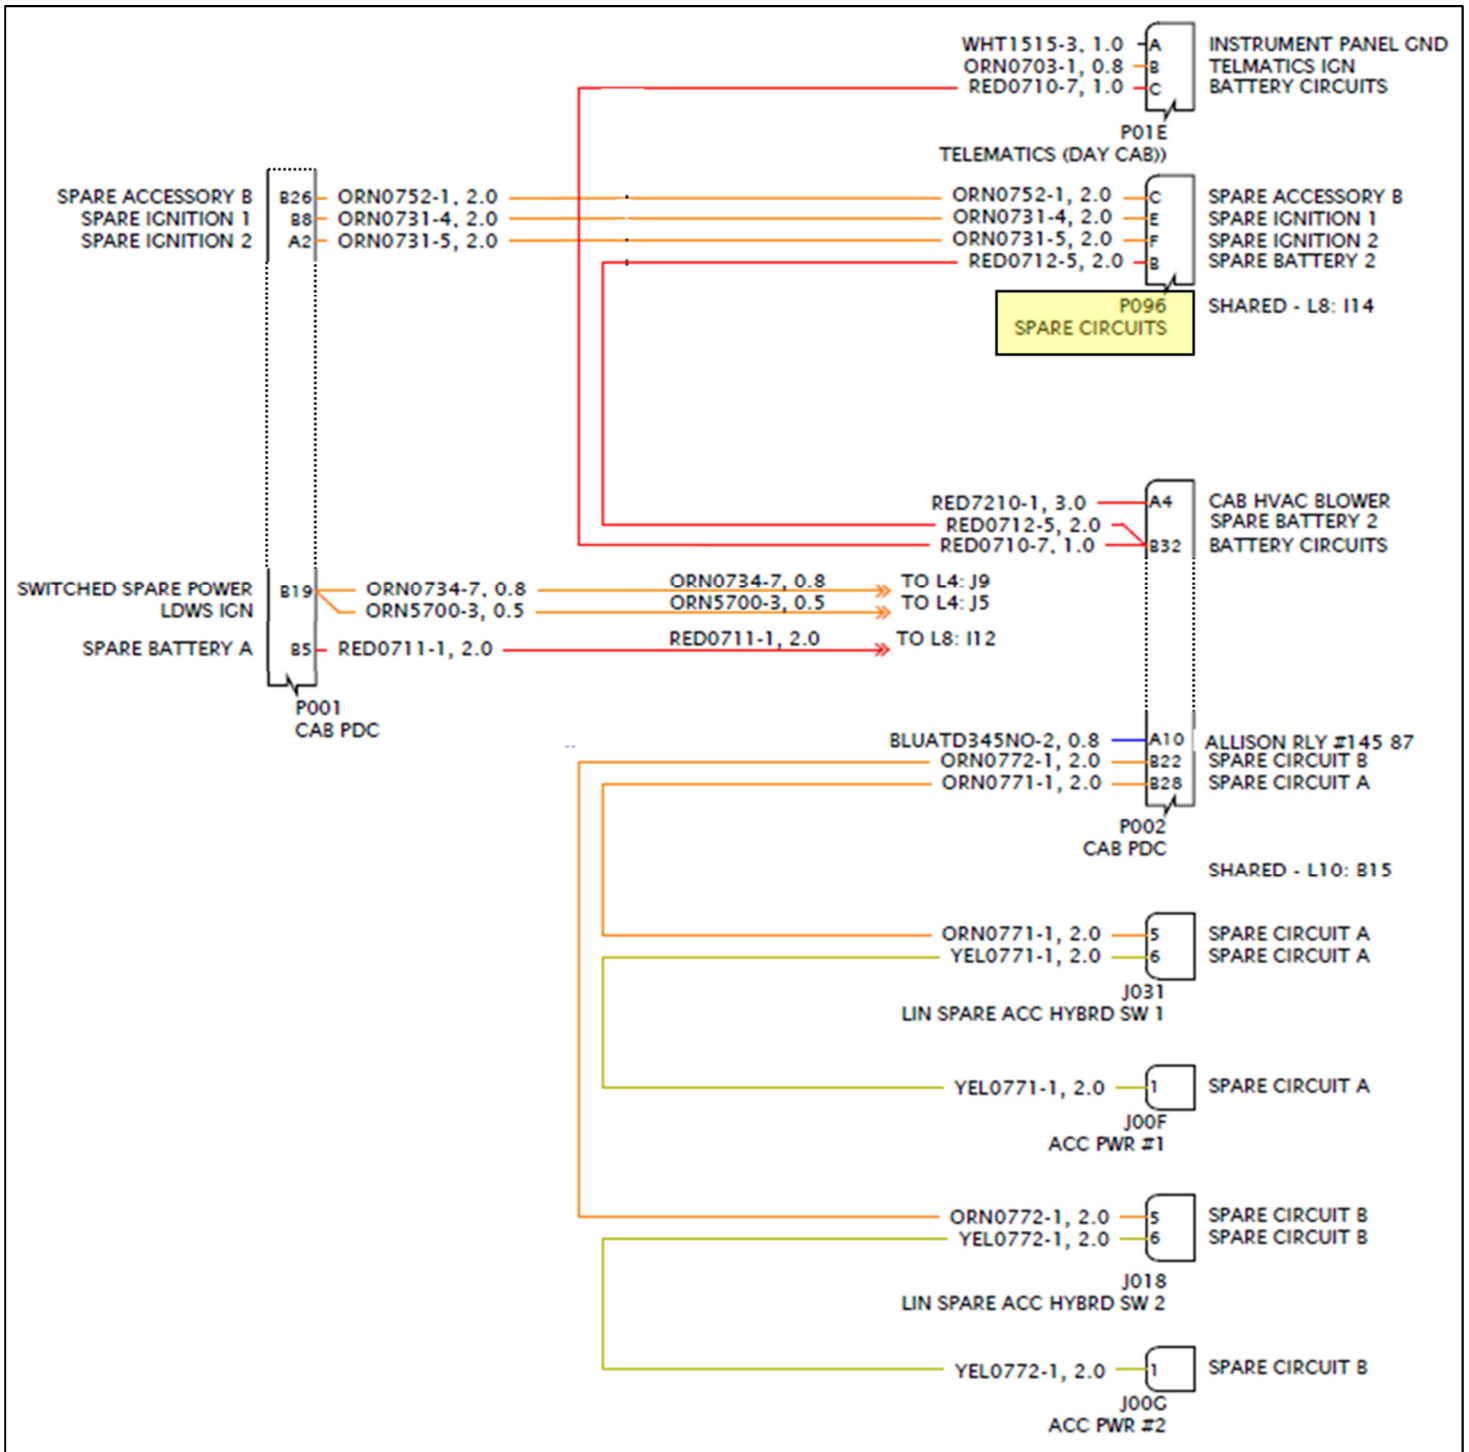 WHT1515-3, 1.0 A INSTRUMENT PANEL GND
ORN0703-1, 0.8 B TELMATICS IGN
RED0710-7, 1.0 C BATTERY CIRCUITS
P01E
TELEMATICS (DAY CAB))
SPARE ACCESSORY B B26 ORN0752-1, 2.0 ORN0752-1, 2.0 C SPARE ACCESSORY B
SPARE IGNITION 1 B8 ORN0731-4, 2.0 ORN0731-4, 2.0 E SPARE IGNITION 1
SPARE IGNITION 2 A2 ORN0731-5, 2.0 ORN0731-5, 2.0 F SPARE IGNITION 2
RED0712-5, 2.0 B SPARE BATTERY 2
P096 SHARED - L8: I14
SPARE CIRCUITS
RED7210-1, 3.0 A4 CAB HVAC BLOWER
RED0712-5, 2.0 SPARE BATTERY 2
RED0710-7, 1.0 B32 BATTERY CIRCUITS
SWITCHED SPARE POWER B19 ORN0734-7, 0.8 ORN0734-7, 0.8 TO L4: J9
LDWS IGN ORN5700-3, 0.5 ORN5700-3, 0.5 TO L4: J5
SPARE BATTERY A B5 RED0711-1, 2.0 RED0711-1, 2.0 TO L8: I12
P001
CAB PDC
BLUATD345NO-2, 0.8 A10 ALLISON RLY #145 87
ORN0772-1, 2.0 B22 SPARE CIRCUIT B
ORN0771-1, 2.0 B28 SPARE CIRCUIT A
P002
CAB PDC
SHARED - L10: B15
ORN0771-1, 2.0 5 SPARE CIRCUIT A
YEL0771-1, 2.0 6 SPARE CIRCUIT A
J031
LIN SPARE ACC HYBRD SW 1
YEL0771-1, 2.0 1 SPARE CIRCUIT A
J00F
ACC PWR #1
ORN0772-1, 2.0 5 SPARE CIRCUIT B
YEL0772-1, 2.0 6 SPARE CIRCUIT B
J018
LIN SPARE ACC HYBRD SW 2
YEL0772-1, 2.0 1 SPARE CIRCUIT B
J00G
ACC PWR #2